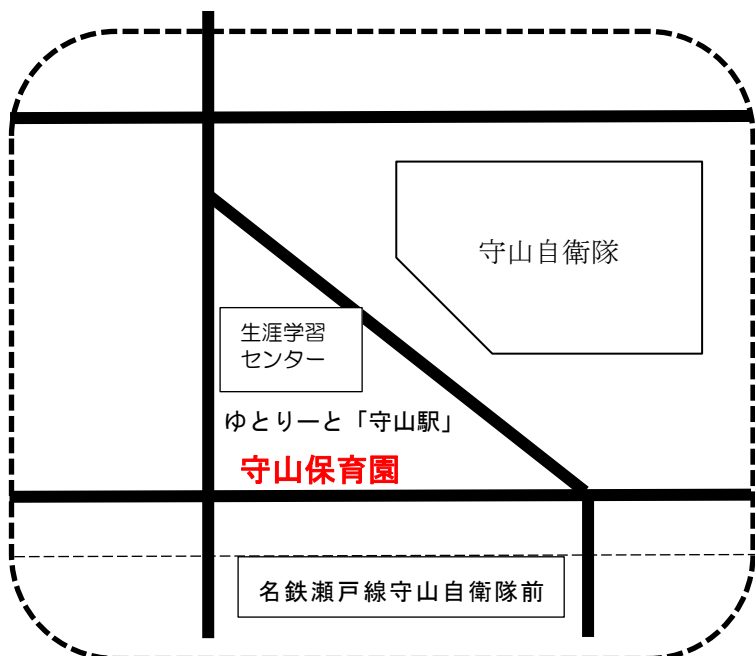 守山自衛隊
生涯学習
センター
ゆとりーと「守山駅」
守山保育園
名鉄瀬戸線守山自衛隊前